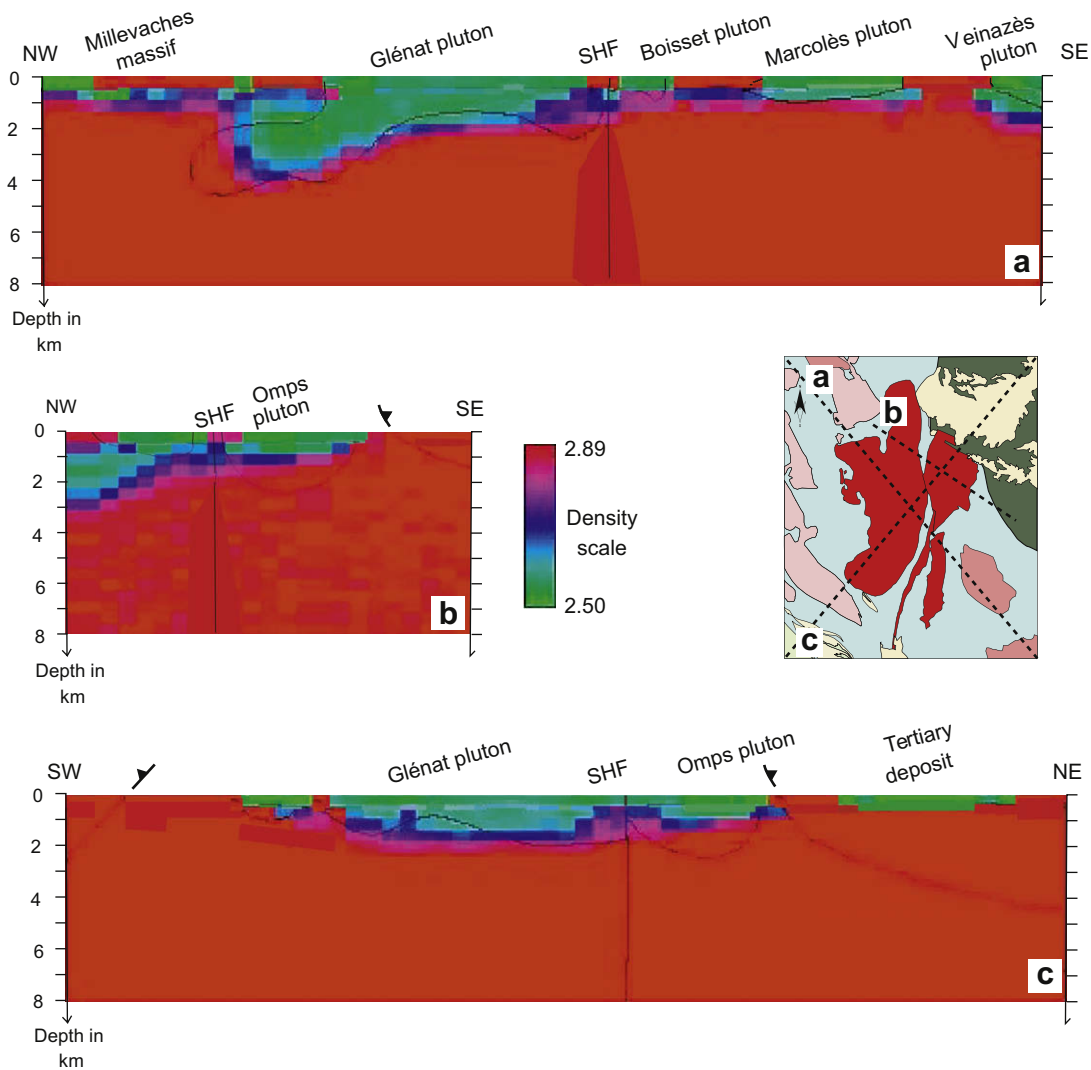 NW
Millevaches
massif
Glénat pluton
SHF
Boisset pluton
Marcolès pluton
Veinazès
pluton
SE
0
2
4
6
8
a
Depth in
km
NW
SHF
Omps
pluton
SE
0
2
4
6
8
b
Depth in
km
2.89
Density
scale
2.50
a
b
c
SW
Glénat pluton
SHF
Omps pluton
Tertiary
deposit
NE
0
2
4
6
8
c
Depth in
km